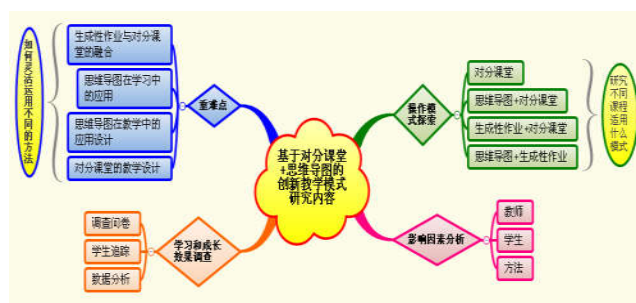 如何灵活运用不同的方法
生成性作业与对分课
堂的融合
思维导图在学习中
的应用
思维导图在教学中的
应用设计
对分课堂的教学设计
重难点
基于对分课堂
+思维导图的
创新教学模式
研究内容
操作模
式探索
对分课堂
思维导图+对分课堂
生成性作业+对分课堂
思维导图+生成性作业
研究
不同
课程
适用
什么
模式
调查问卷
学生追踪
数据分析
学习和成长
效果调查
影响因素分析
教师
学生
方法